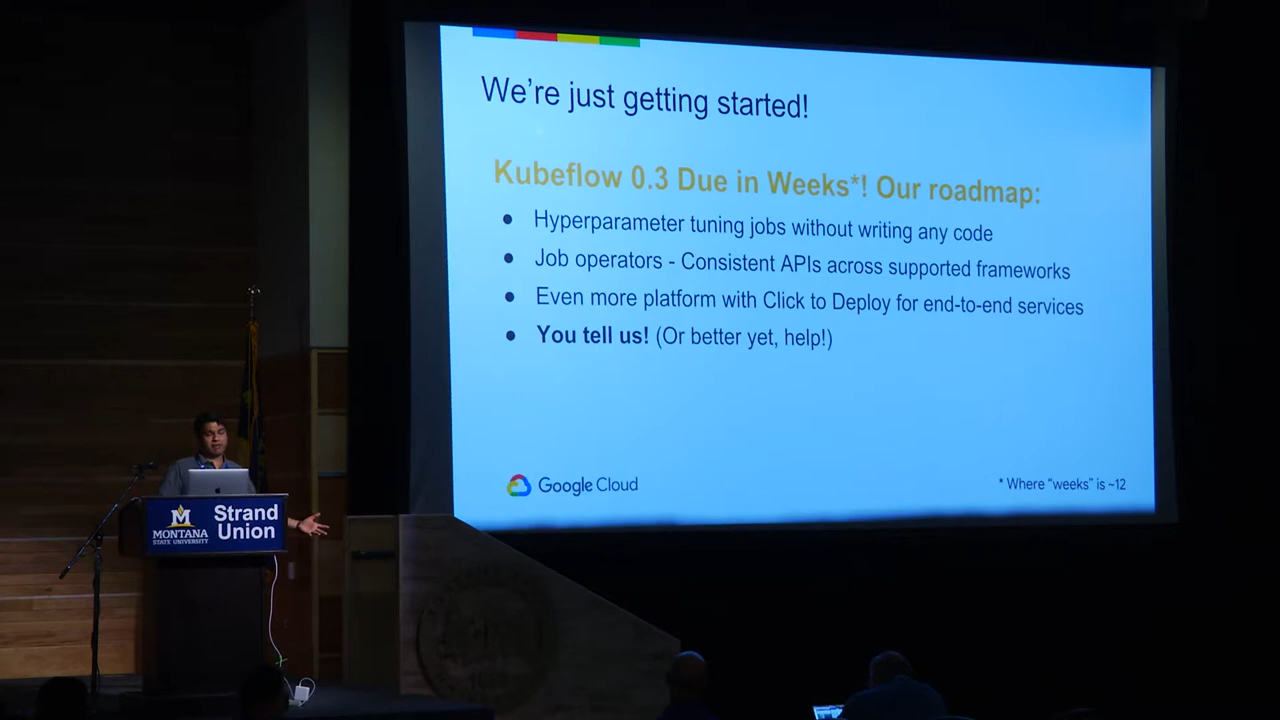 We're just getting started!
Kubeflow 0.3 Due in Weeks*! Our roadmap:
● Hyperparameter tuning jobs without writing any code
● Job operators - Consistent APIs across supported frameworks
● Even more platform with Click to Deploy for end-to-end services
● You tell us! (Or better yet, help!)
Google Cloud
* Where "weeks" is ~12
M
MONTANA
STATE UNIVERSITY
Strand
Union